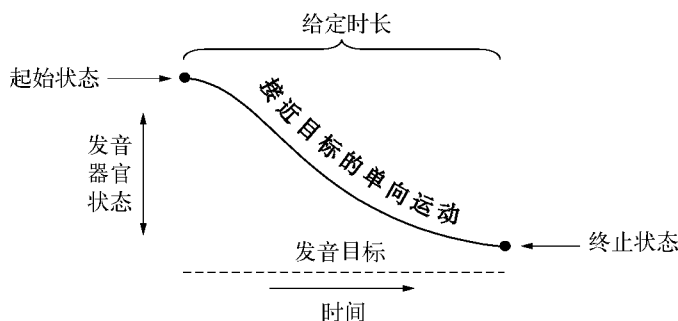 给定时长
起始状态
接近目标的单向运动
发音
器官
状态
终止状态
发音目标
时间